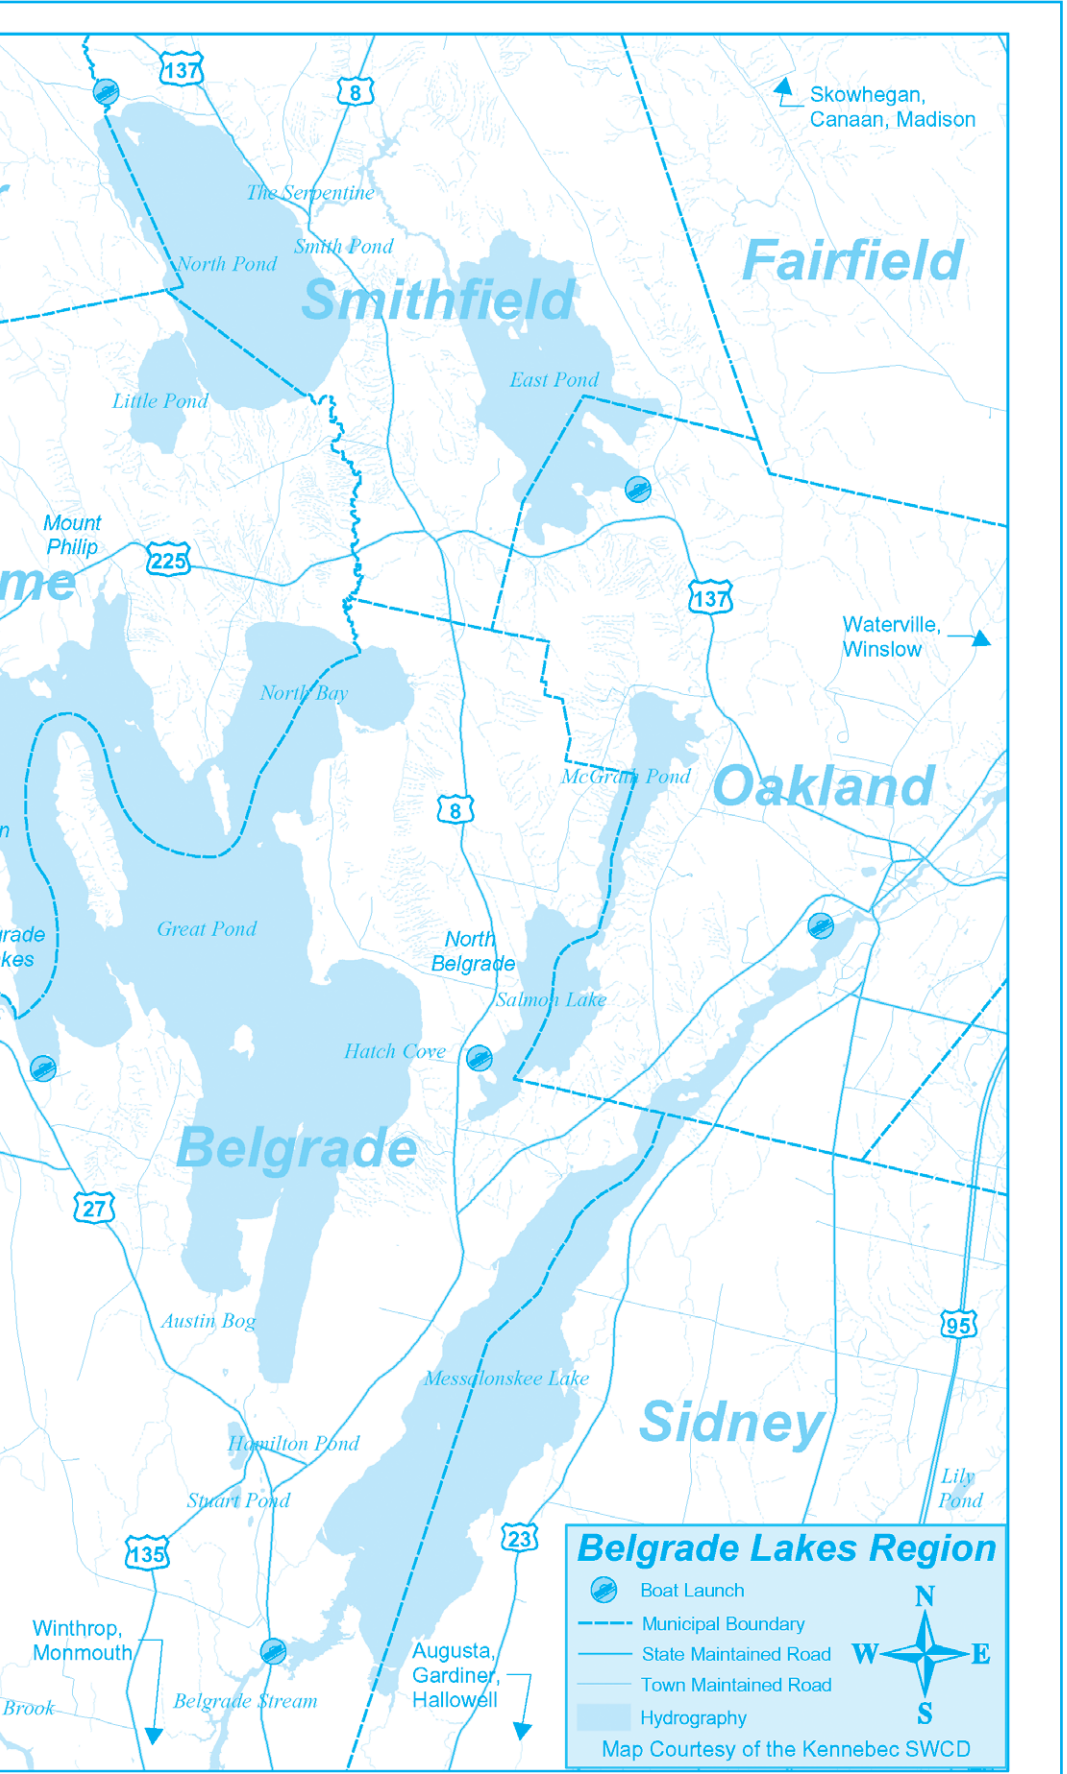 137
8
Skowhegan,
Canaan, Madison
The Serpentine
Smith Pond
North Pond
Fairfield
Smithfield
East Pond
Little Pond
Mount
Philip
225
me
137
Waterville,
Winslow
North Bay
McGrath Pond
Oakland
8
n
Great Pond
grade
kes
North
Belgrade
Salmon Lake
Hatch Cove
Belgrade
27
Austin Bog
95
Messalonskee Lake
Sidney
Hamilton Pond
Lily
Pond
Stuart Pond
135
23
Winthrop,
Monmouth
Augusta,
Gardiner,
Hallowell
Belgrade Stream
Brook
Belgrade Lakes Region
Boat Launch
Municipal Boundary
State Maintained Road
Town Maintained Road
Hydrography
N
W
E
S
Map Courtesy of the Kennebec SWCD